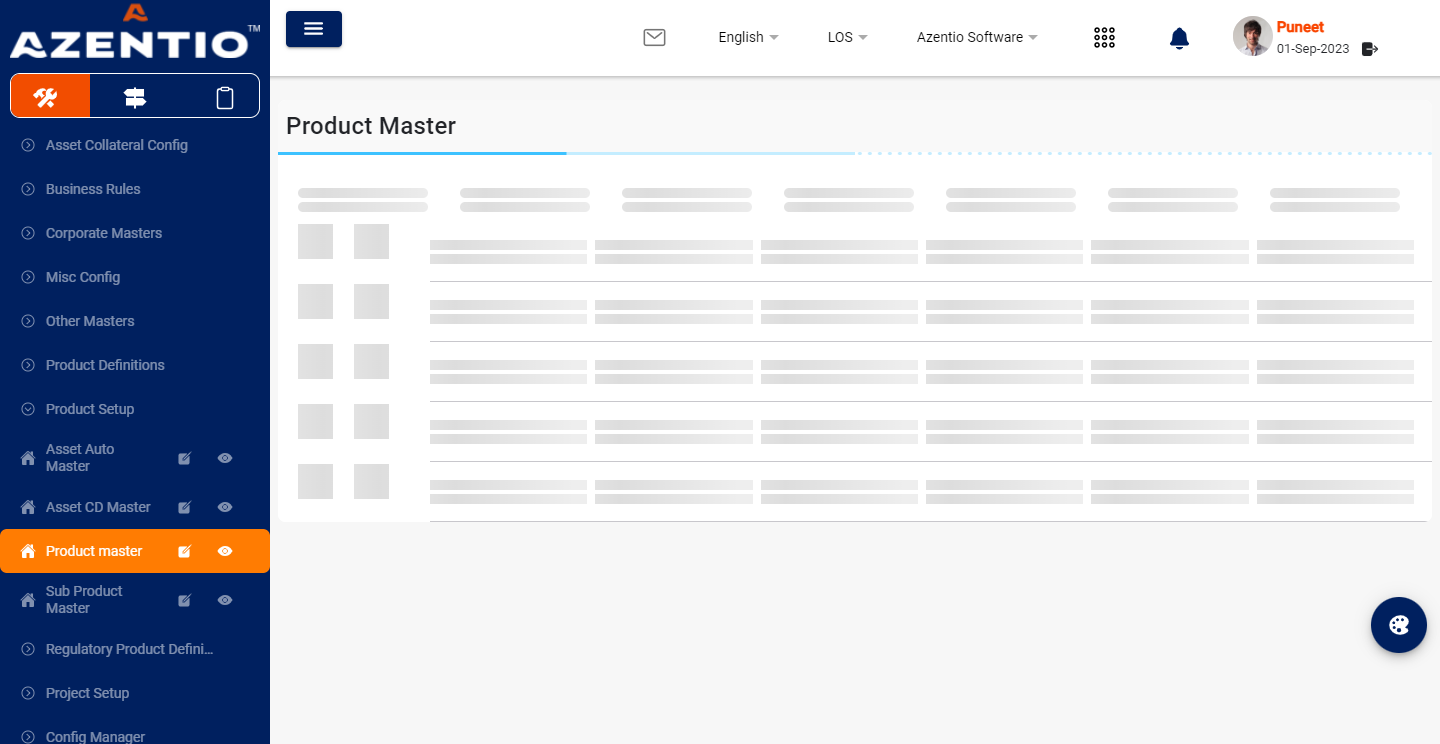 AZENTIO™
English
LOS
Azentio Software
Puneet
01-Sep-2023
Asset Collateral Config
Business Rules
Corporate Masters
Misc Config
Other Masters
Product Definitions
Product Setup
Asset Auto
Master
Asset CD Master
Product master
Sub Product
Master
Regulatory Product Defini...
Project Setup
Config Manager
Product Master